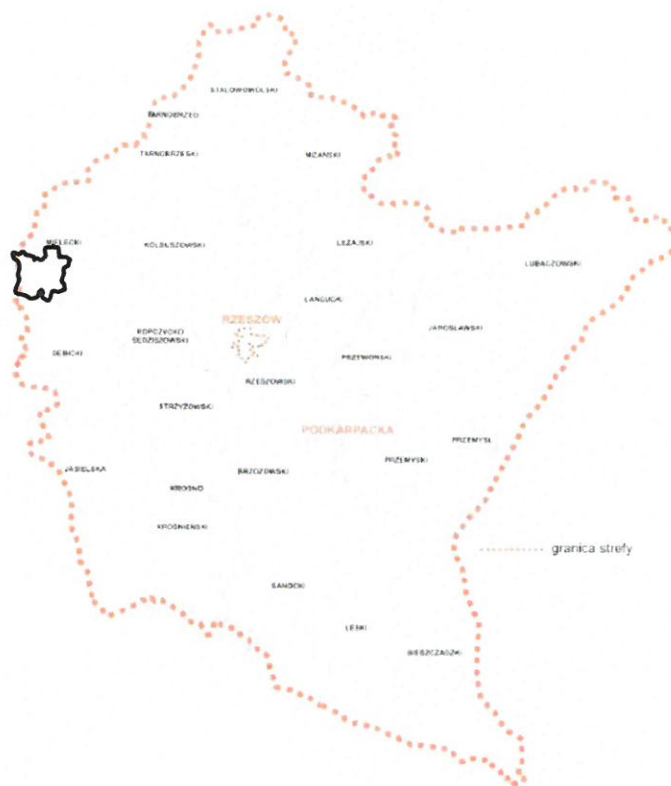 STALOWOWOLSKI
TARNOBRZEG
TARNOBRZESKI
NIŻAŃSKI
MIELECKI
KOLBUSZOWSKI
LEŻAJSKI
LUBACZOWSKI
ŁAŃCUCKI
RZESZÓW
ROPCZYCKO
SĘDZISZOWSKI
JAROSŁAWSKI
DĘBICKI
PRZEWORSKI
RZESZOWSKI
STRZYŻOWSKI
PODKARPACKA
PRZEMYŚL
PRZEMYSKI
JASIELSKA
BRZOZOWSKI
KROSNO
KROŚNIEŃSKI
granica strefy
SANOCKI
LESKI
BIESZCZADZKI